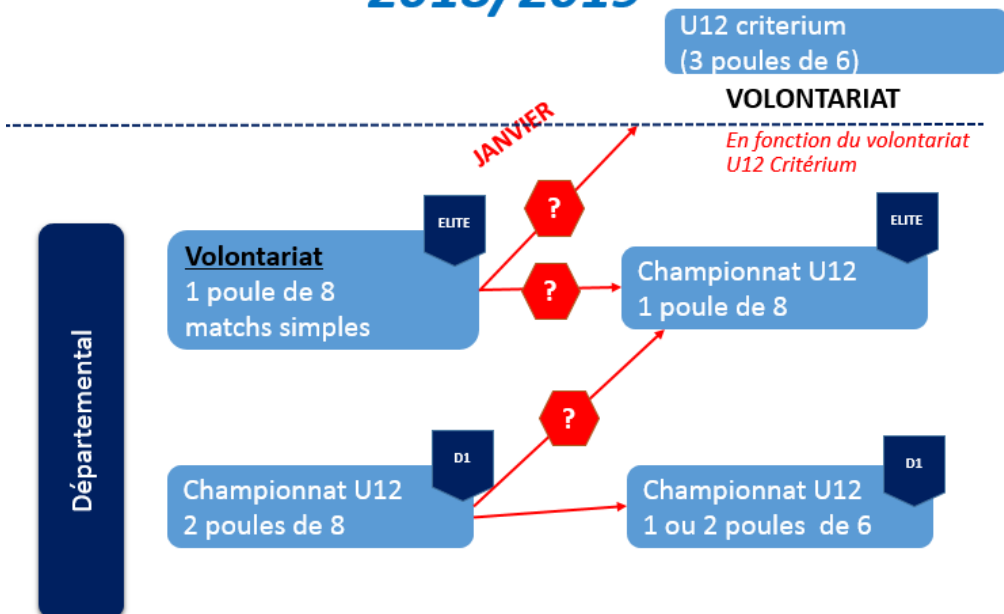 2018/2019
U12 criterium
(3 poules de 6)
VOLONTARIAT
JANVIER
En fonction du volontariat
U12 Critérium
?
ELITE
Volontariat
1 poule de 8
matchs simples
?
ELITE
Championnat U12
1 poule de 8
Départemental
?
D1
Championnat U12
2 poules de 8
D1
Championnat U12
1 ou 2 poules de 6